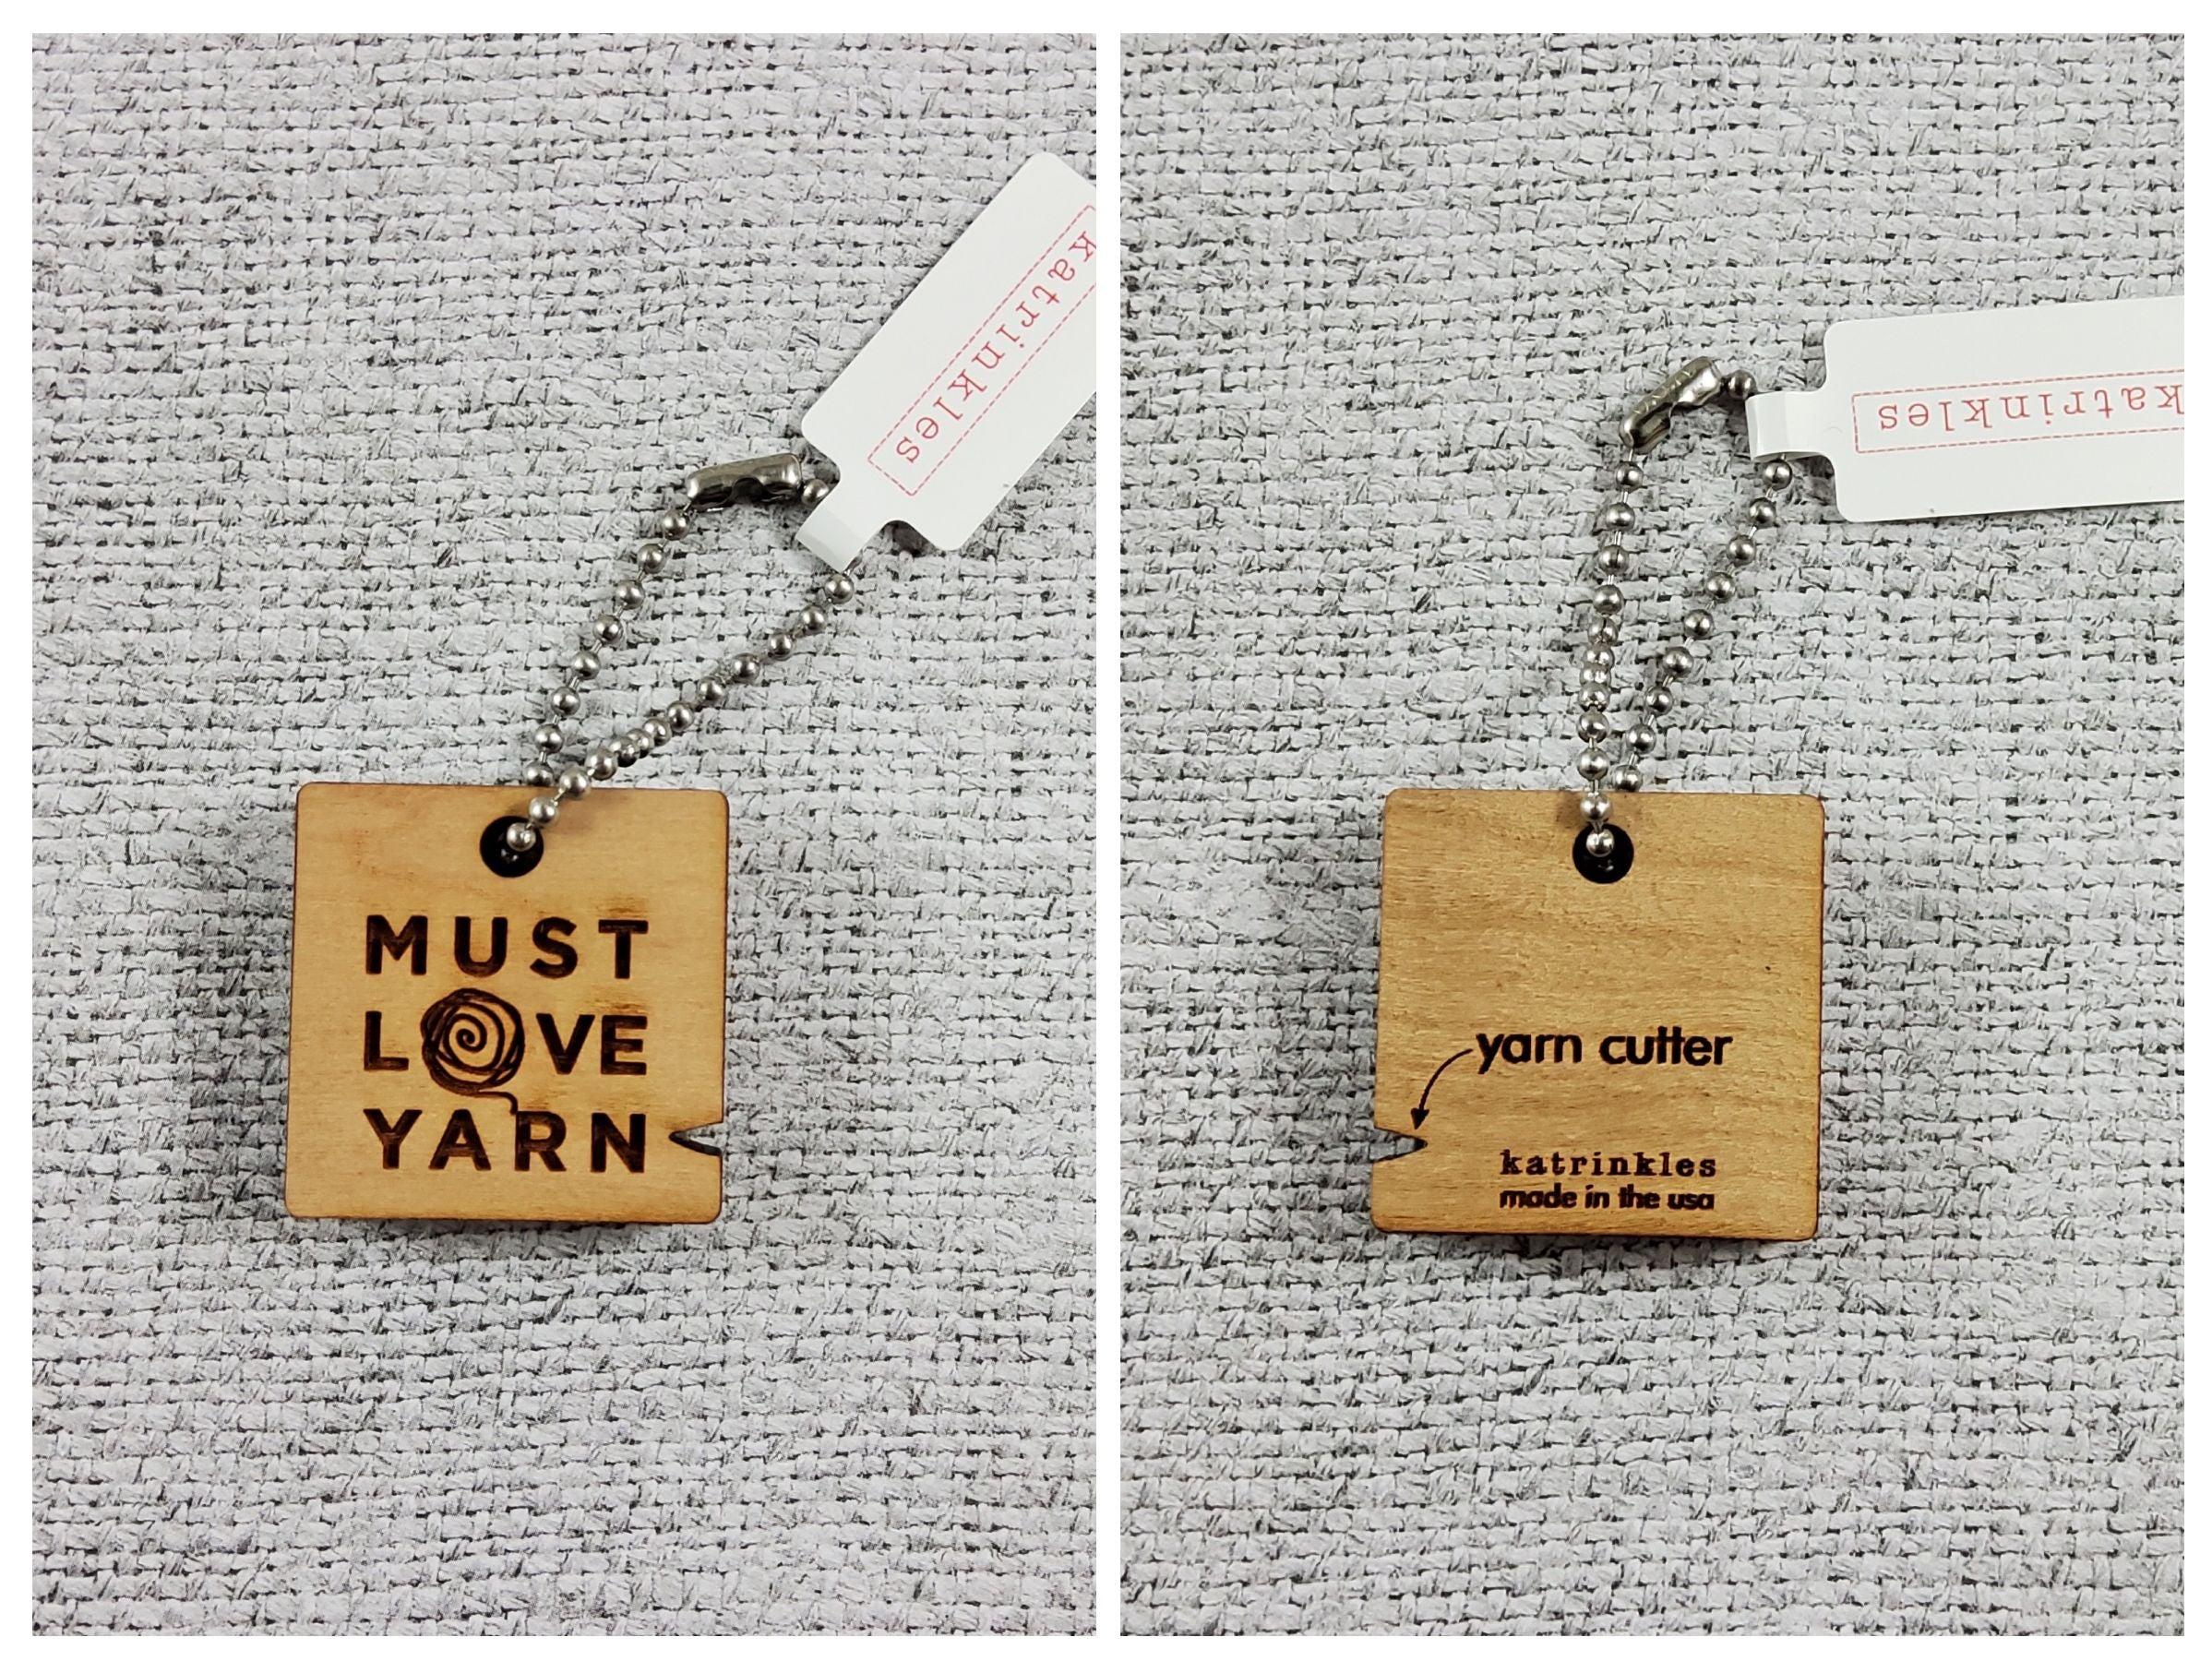 katrinkles
MUST
LOVE
YARN
katrinkles
yarn cutter
katrinkles
made in the usa